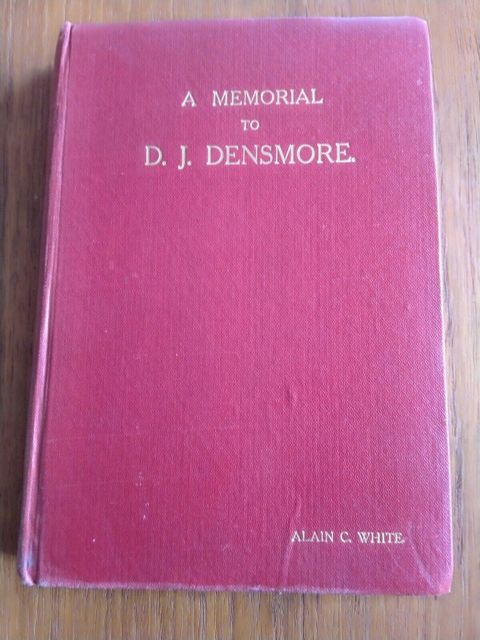 A MEMORIAL
TO
D. J. DENSMORE.
ALAIN C. WHITE.